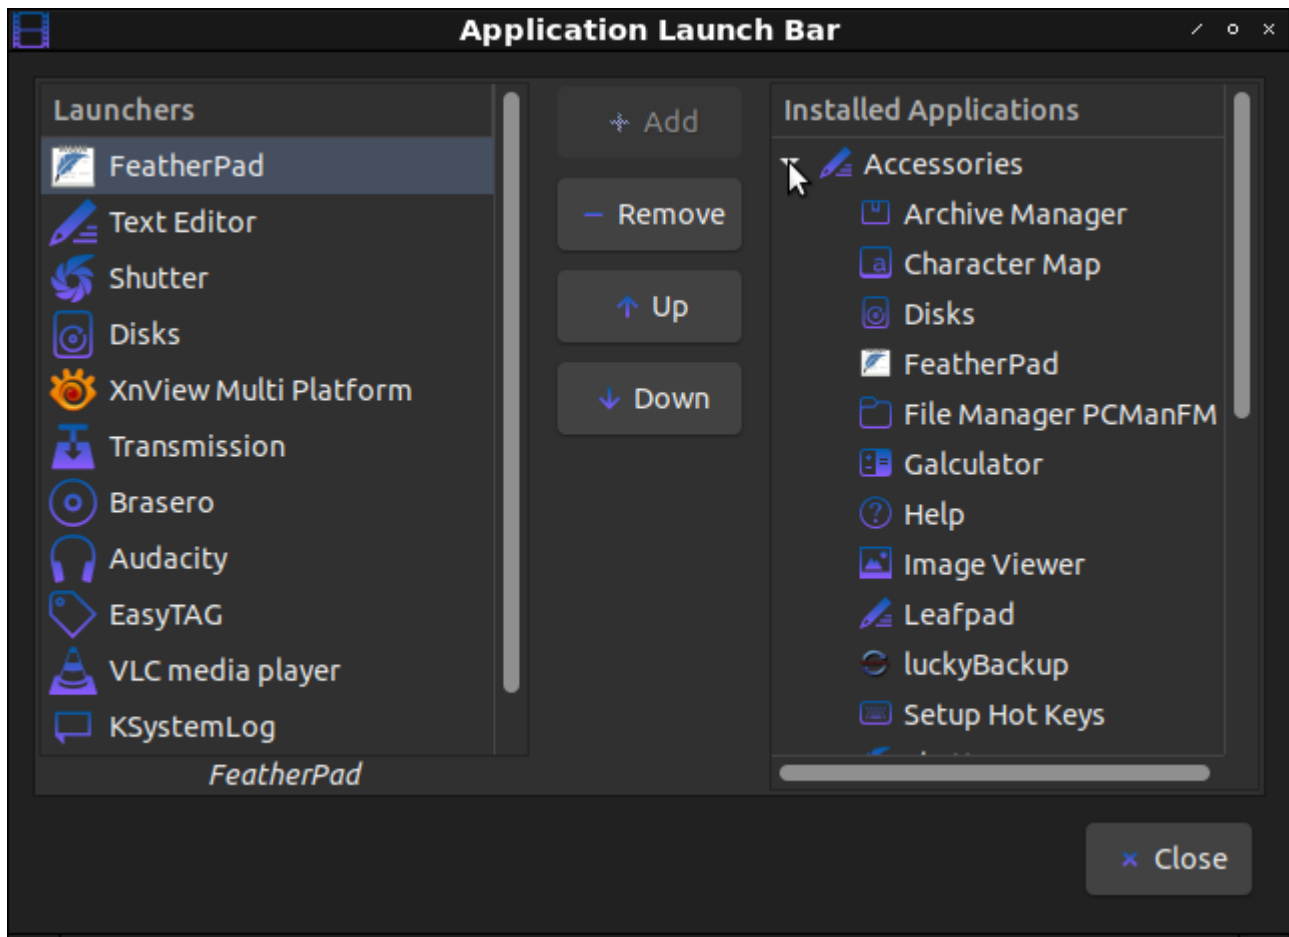 Application Launch Bar
Launchers
FeatherPad
Text Editor
Shutter
Disks
XnView Multi Platform
Transmission
Brasero
Audacity
EasyTAG
VLC media player
KSystemLog
FeatherPad
Add
Remove
Up
Down
Installed Applications
Accessories
Archive Manager
Character Map
Disks
FeatherPad
File Manager PCManFM
Galculator
Help
Image Viewer
Leafpad
luckyBackup
Setup Hot Keys
Close